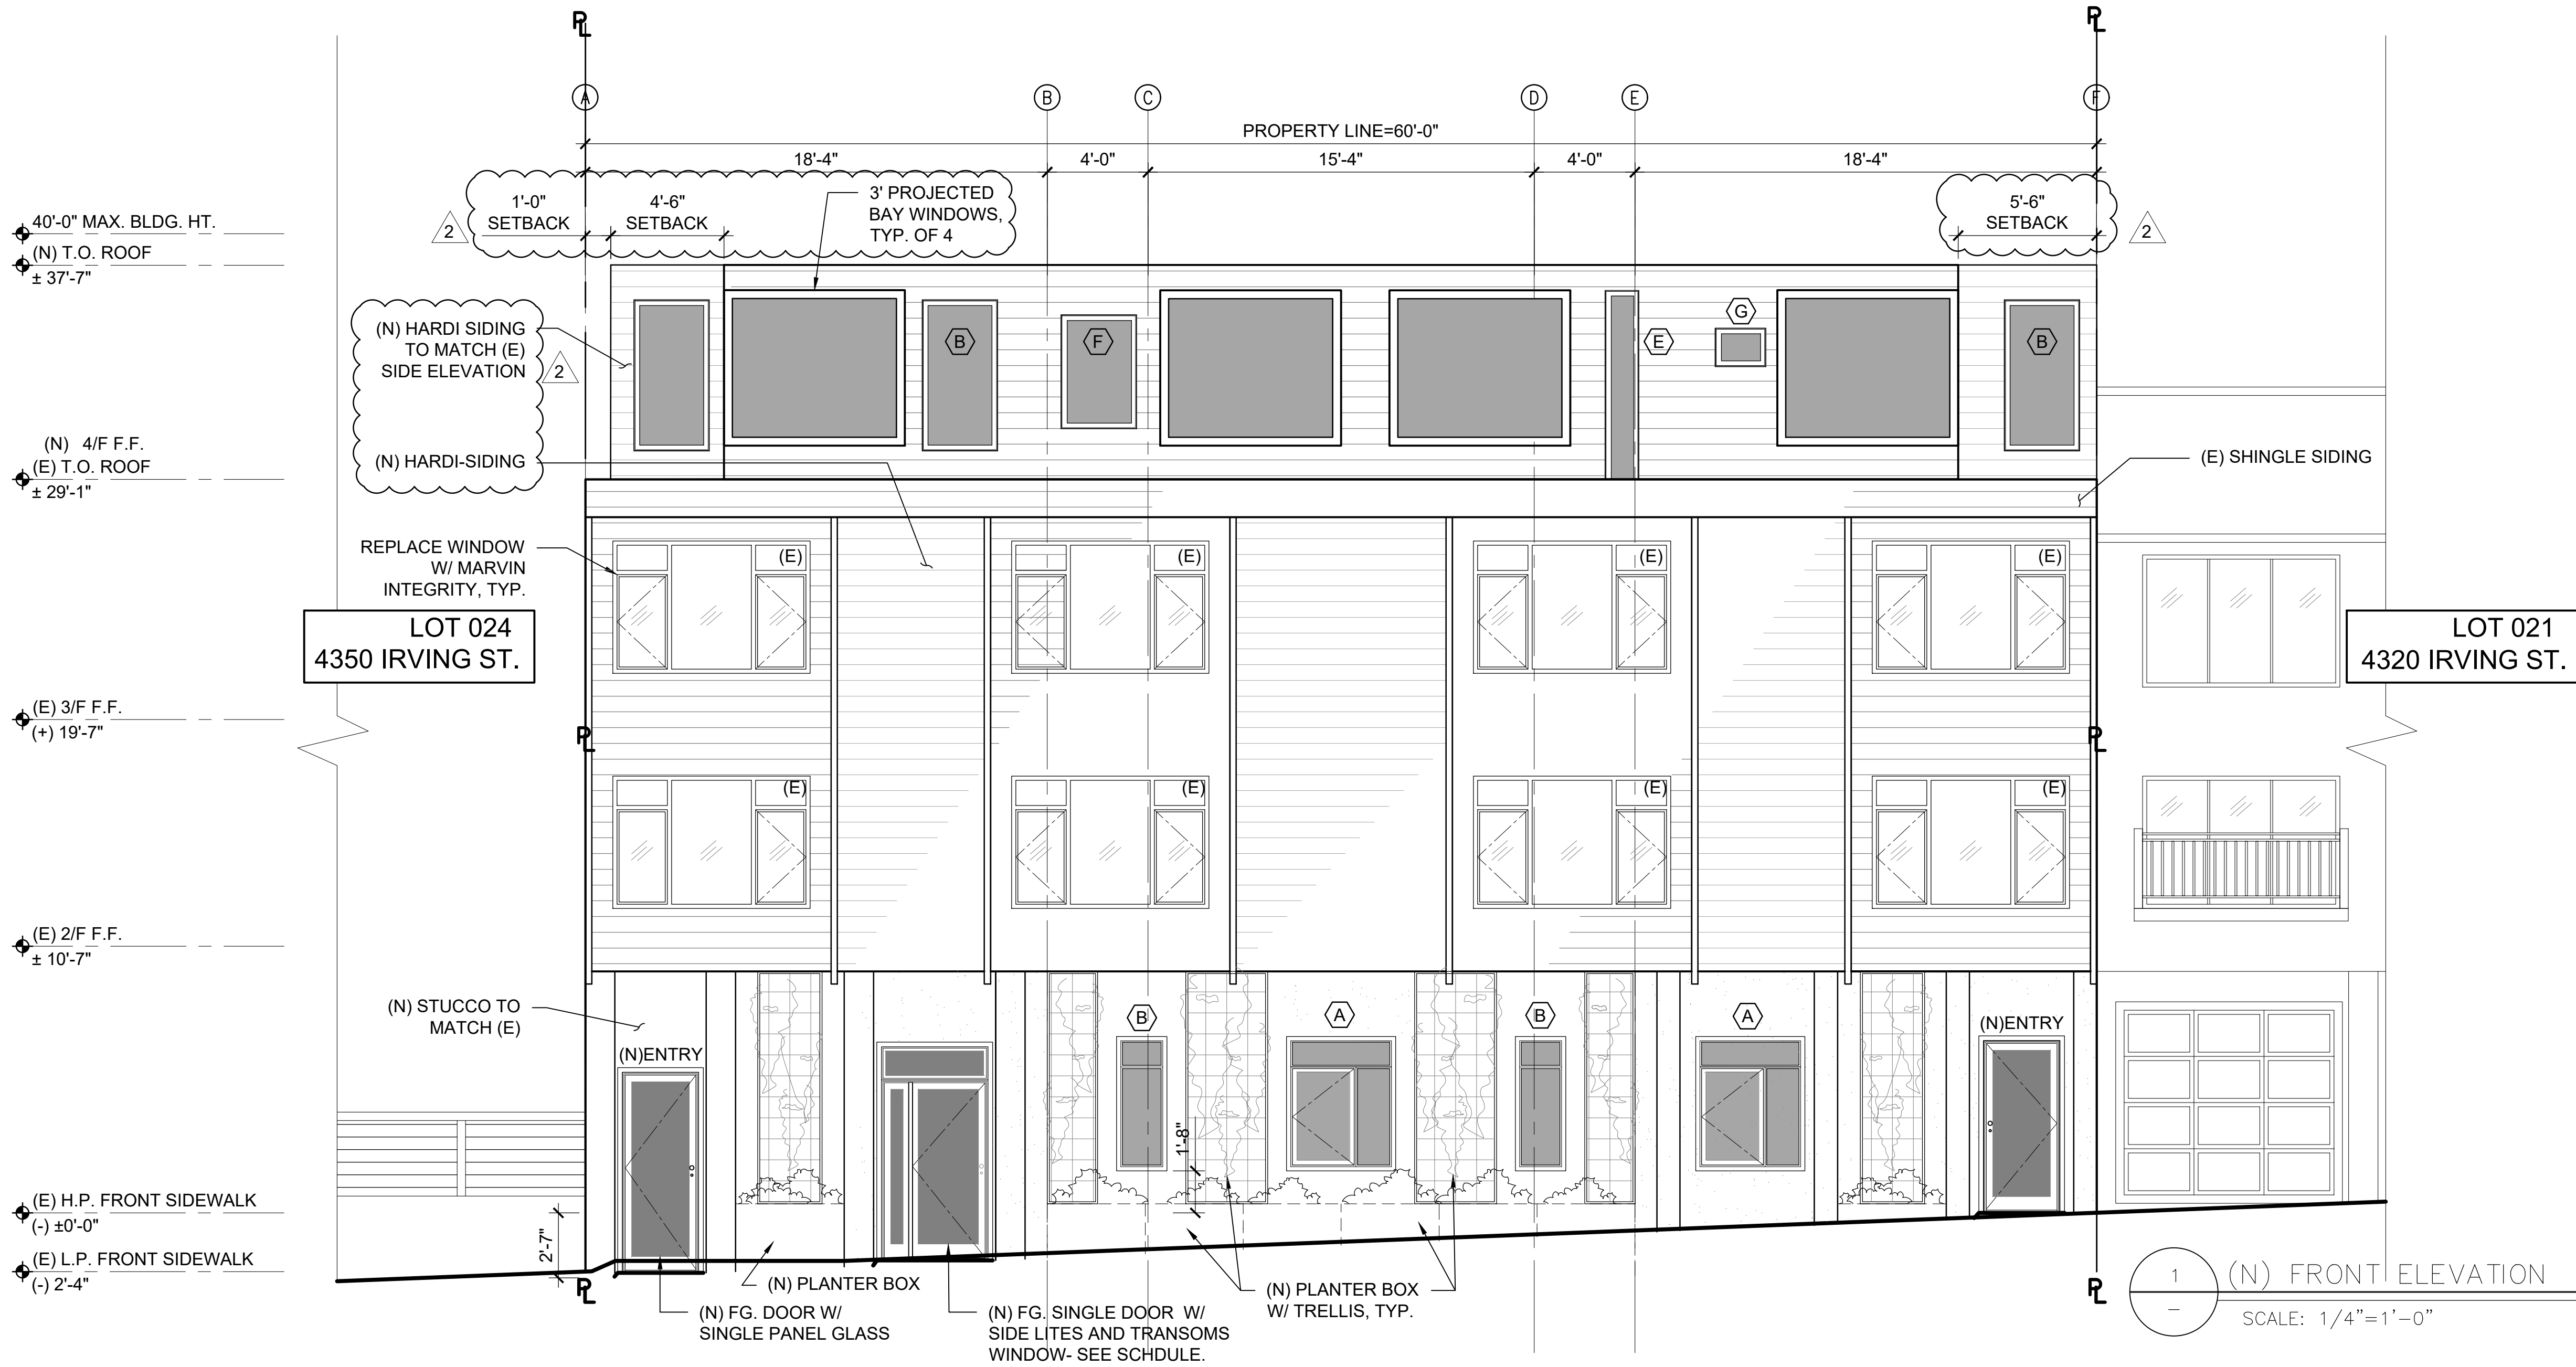 PL
PL
A
B
C
D
E
F
PROPERTY LINE=60'-0"
18'-4"
4'-0"
15'-4"
4'-0"
18'-4"
1'-0"
SETBACK
4'-6"
SETBACK
3' PROJECTED
BAY WINDOWS,
TYP. OF 4
5'-6"
SETBACK
2
2
40'-0" MAX. BLDG. HT.
(N) T.O. ROOF
± 37'-7"
(N) HARDI SIDING
TO MATCH (E)
SIDE ELEVATION
2
B
F
E
G
B
(N) 4/F F.F.
(E) T.O. ROOF
± 29'-1"
(N) HARDI-SIDING
(E) SHINGLE SIDING
REPLACE WINDOW
W/ MARVIN
INTEGRITY, TYP.
(E)
(E)
(E)
(E)
LOT 024
4350 IRVING ST.
LOT 021
4320 IRVING ST.
(E) 3/F F.F.
(+) 19'-7"
PL
PL
(E)
(E)
(E)
(E)
(E) 2/F F.F.
± 10'-7"
(N) STUCCO TO
MATCH (E)
(N)ENTRY
B
A
B
A
(N)ENTRY
1'-8"
(E) H.P. FRONT SIDEWALK
(-) ±0'-0"
2'-7"
(E) L.P. FRONT SIDEWALK
(-) 2'-4"
PL
PL
(N) PLANTER BOX
(N) FG. DOOR W/
SINGLE PANEL GLASS
(N) FG. SINGLE DOOR W/
SIDE LITES AND TRANSOMS
WINDOW- SEE SCHDULE.
(N) PLANTER BOX
W/ TRELLIS, TYP.
1
–
(N) FRONT ELEVATION
SCALE: 1/4"=1'-0"